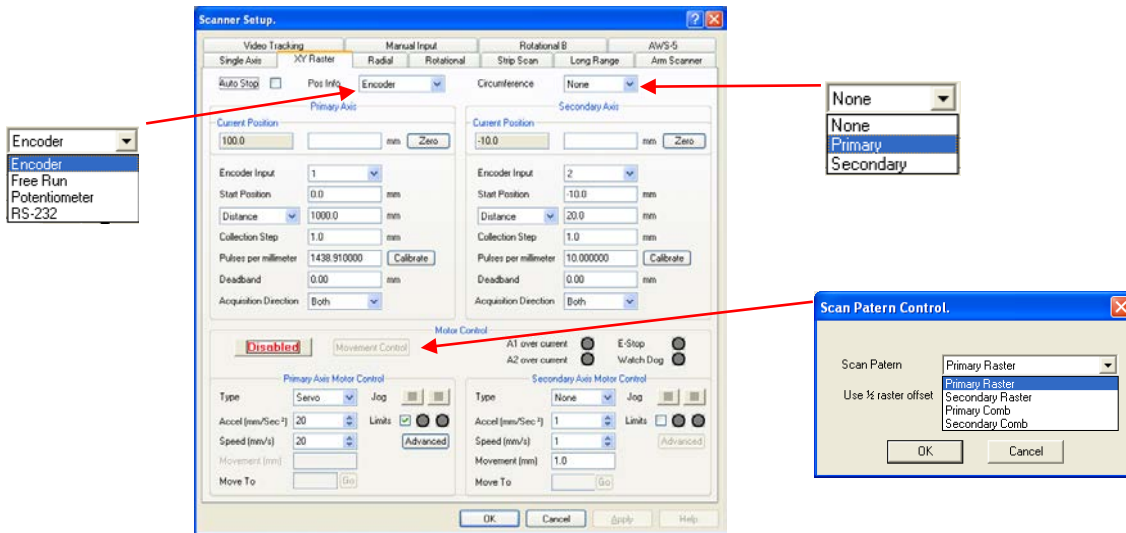 Scanner Setup.
Video Tracking Manual Input Rotational B AWS-5
Single Axis XY Raster Radial Rotational Strip Scan Long Range Arm Scanner
Auto Stop Pos Info Encoder Circumference None
Primary Axis Secondary Axis
Current Position Current Position
100.0 mm Zero -10.0 mm Zero
Encoder Input 1 Encoder Input 2
Start Position 0.0 mm Start Position -10.0 mm
Distance 1000.0 mm Distance 20.0 mm
Collection Step 1.0 mm Collection Step 1.0 mm
Pulses per millimeter 1438.910000 Calibrate Pulses per millimeter 10.000000 Calibrate
Deadband 0.00 mm Deadband 0.00 mm
Acquisition Direction Both Acquisition Direction Both
Motor Control
Disabled Movement Control A1 over current E-Stop
A2 over current Watch Dog
Primary Axis Motor Control Secondary Axis Motor Control
Type Servo Jog Type None Jog
Accel (mm/Sec²) 20 Limits Accel (mm/Sec²) 1 Limits
Speed (mm/s) 20 Advanced Speed (mm/s) 1 Advanced
Movement (mm) Movement (mm) 1.0
Move To Go Move To Go
OK Cancel Apply Help
Encoder
Encoder
Free Run
Potentiometer
RS-232
None
None
Primary
Secondary
Scan Patern Control.
Scan Patern Primary Raster
Primary Raster
Use ½ raster offset Secondary Raster
Primary Comb
Secondary Comb
OK Cancel